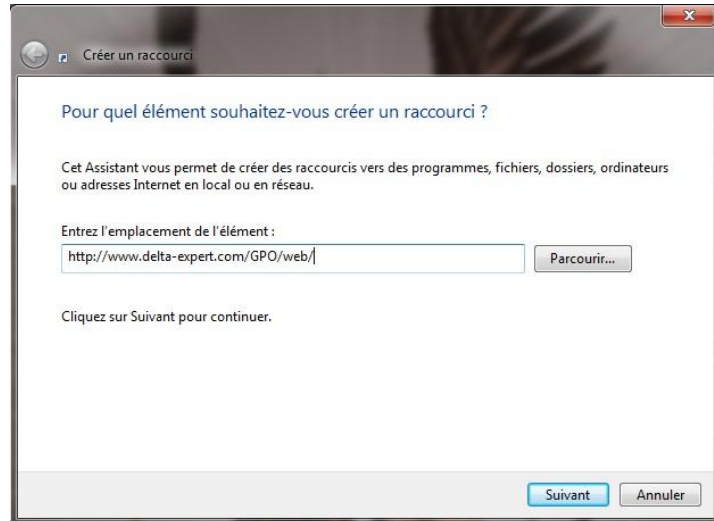 Créer un raccourci
Pour quel élément souhaitez-vous créer un raccourci ?
Cet Assistant vous permet de créer des raccourcis vers des programmes, fichiers, dossiers, ordinateurs
ou adresses Internet en local ou en réseau.
Entrez l'emplacement de l'élément :
http://www.delta-expert.com/GPO/web/
Parcourir...
Cliquez sur Suivant pour continuer.
Suivant
Annuler